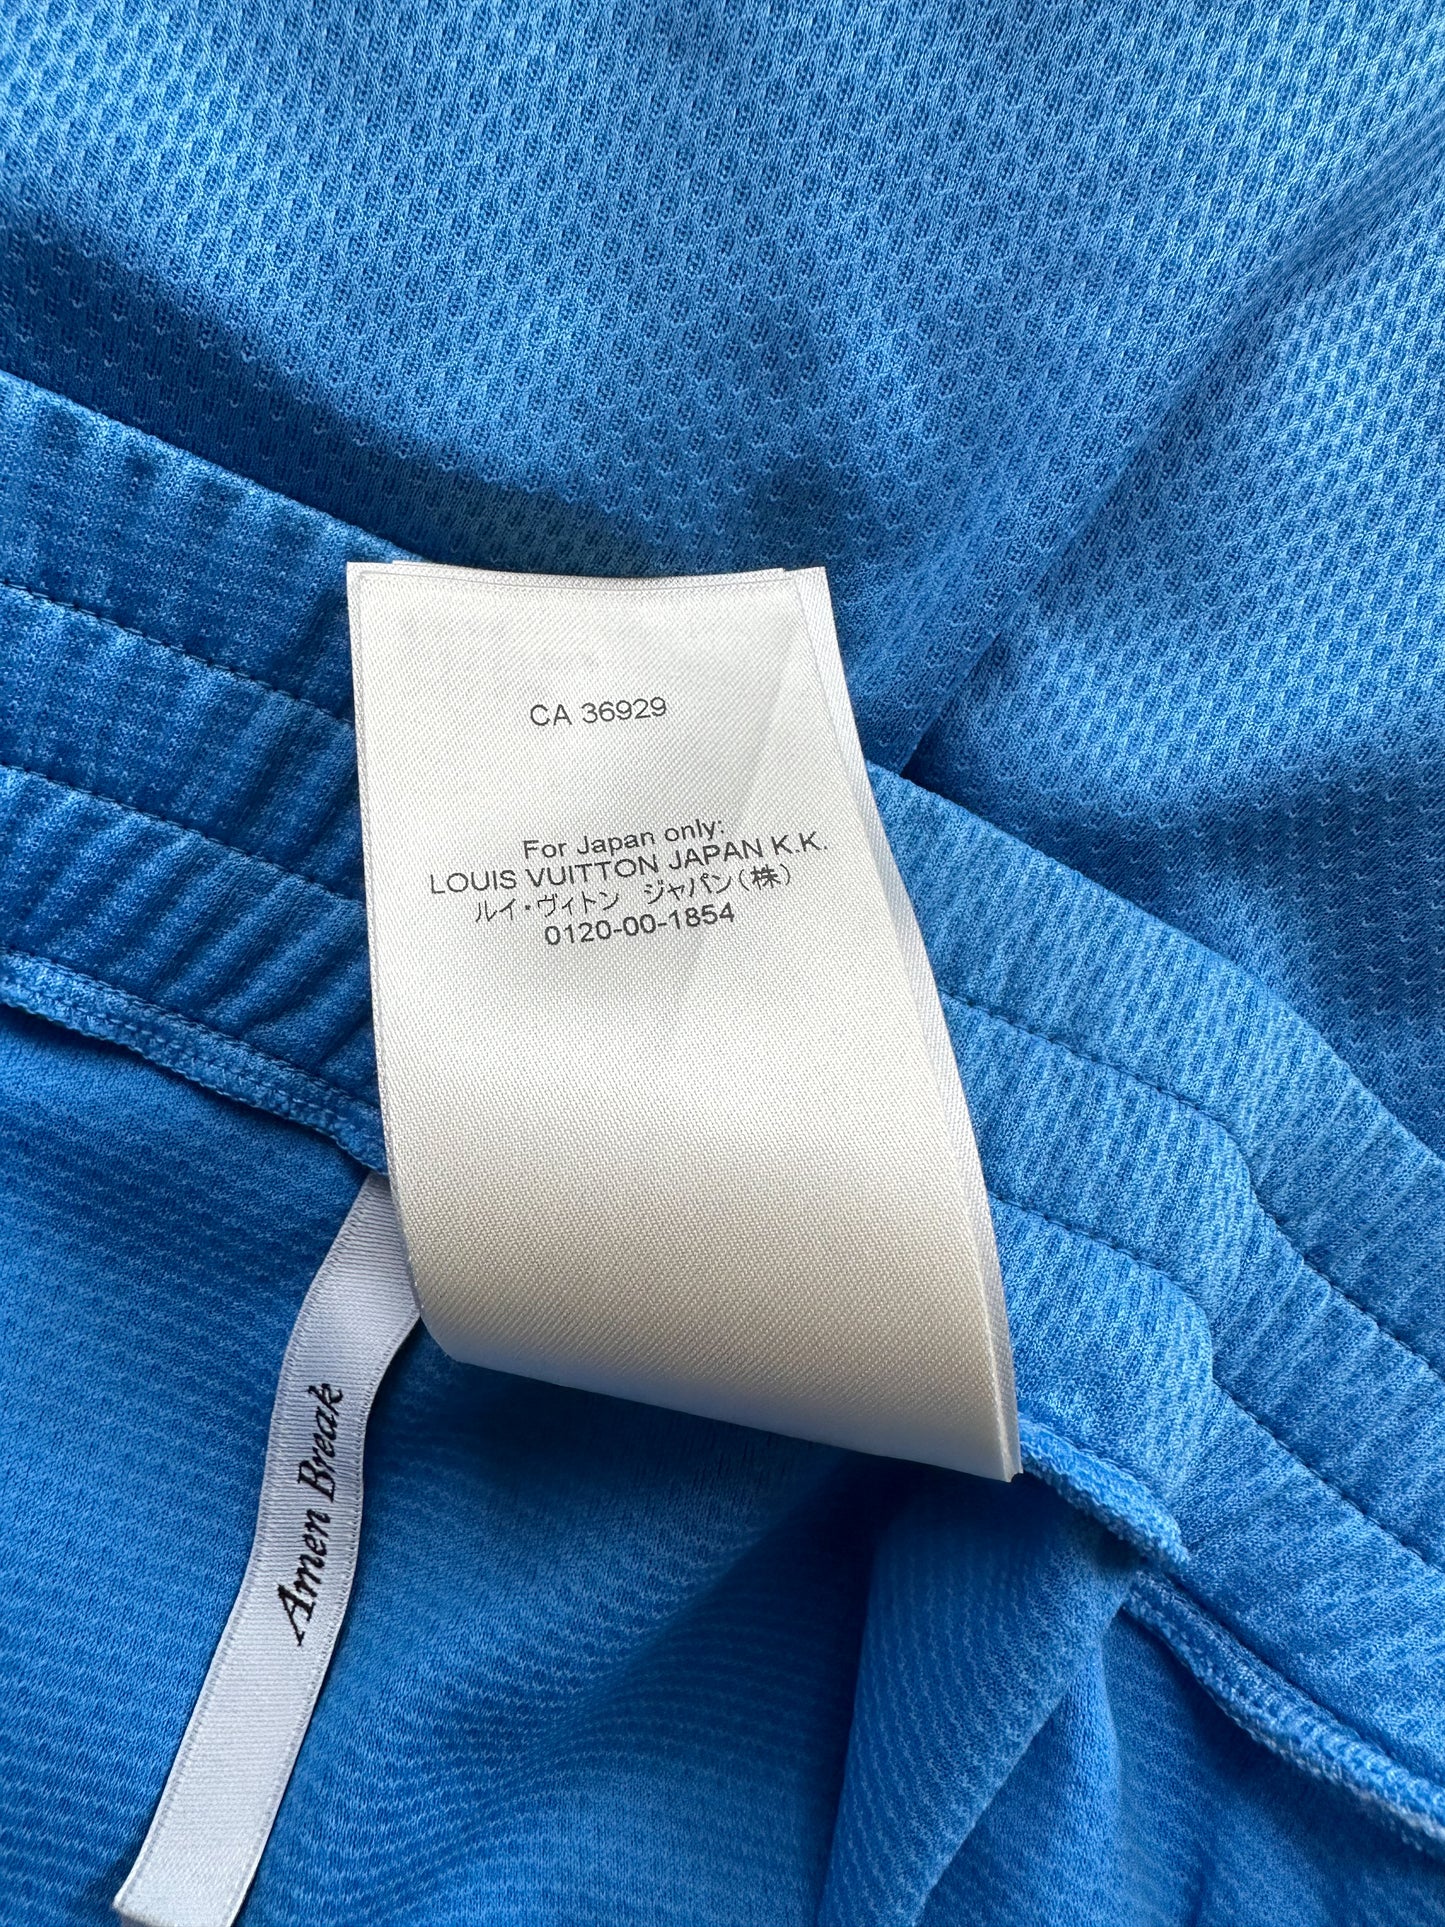 CA 36929
For Japan only:
LOUIS VUITTON JAPAN K.K.
ルイ・ヴィトン ジャパン(株)
0120-00-1854
Amen Break